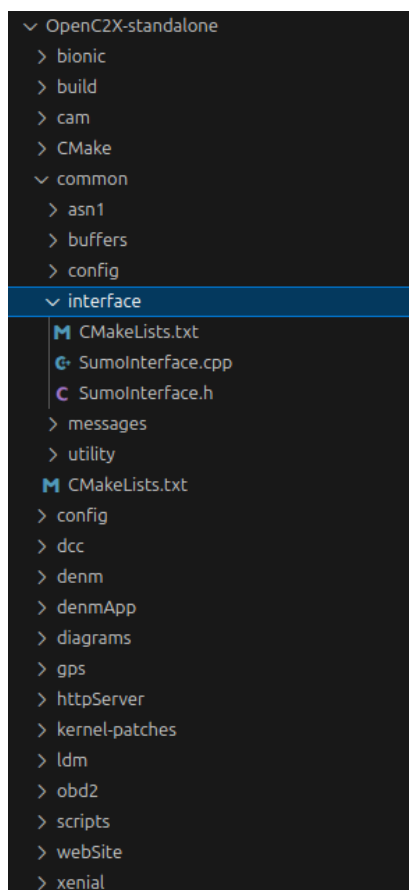 OpenC2X-standalone
bionic
build
cam
CMake
common
asn1
buffers
config
interface
CMakeLists.txt
SumoInterface.cpp
SumoInterface.h
messages
utility
CMakeLists.txt
config
dcc
denm
denmApp
diagrams
gps
httpServer
kernel-patches
ldm
obd2
scripts
webSite
xenial